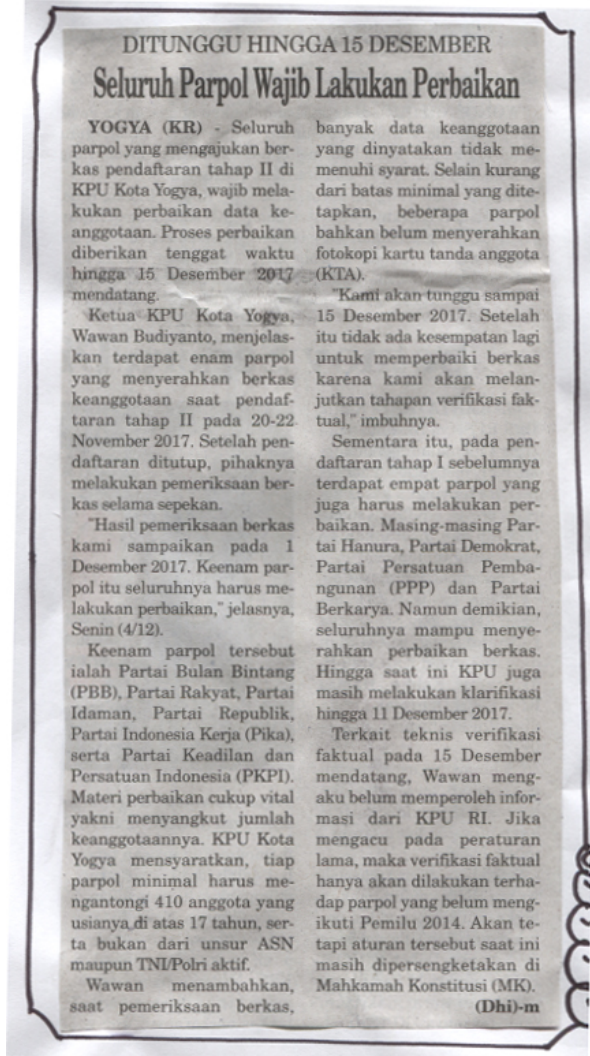 DITUNGGU HINGGA 15 DESEMBER
Seluruh Parpol Wajib Lakukan Perbaikan
YOGYA (KR) - Seluruh
parpol yang mengajukan ber-
kas pendaftaran tahap II di
KPU Kota Yogya, wajib mela-
kukan perbaikan data ke-
anggotaan. Proses perbaikan
diberikan tenggat waktu
hingga 15 Desember 2017
mendatang.
Ketua KPU Kota Yogya,
Wawan Budiyanto, menjelas-
kan terdapat enam parpol
yang menyerahkan berkas
keanggotaan saat pendaf-
taran tahap II pada 20-22
November 2017. Setelah pen-
daftaran ditutup, pihaknya
melakukan pemeriksaan ber-
kas selama sepekan.
"Hasil pemeriksaan berkas
kami sampaikan pada 1
Desember 2017. Keenam par-
pol itu seluruhnya harus me-
lakukan perbaikan," jelasnya,
Senin (4/12).
Keenam parpol tersebut
ialah Partai Bulan Bintang
(PBB), Partai Rakyat, Partai
Idaman, Partai Republik,
Partai Indonesia Kerja (Pika),
serta Partai Keadilan dan
Persatuan Indonesia (PKPI).
Materi perbaikan cukup vital
yakni menyangkut jumlah
keanggotaannya. KPU Kota
Yogya mensyaratkan, tiap
parpol minimal harus me-
ngantongi 410 anggota yang
usianya di atas 17 tahun, ser-
ta bukan dari unsur ASN
maupun TNI/Polri aktif.
Wawan menambahkan,
saat pemeriksaan berkas,
banyak data keanggotaan
yang dinyatakan tidak me-
menuhi syarat. Selain kurang
dari batas minimal yang dite-
tapkan, beberapa parpol
bahkan belum menyerahkan
fotokopi kartu tanda anggota
(KTA).
"Kami akan tunggu sampai
15 Desember 2017. Setelah
itu tidak ada kesempatan lagi
untuk memperbaiki berkas
karena kami akan melan-
jutkan tahapan verifikasi fak-
tual," imbuhnya.
Sementara itu, pada pen-
daftaran tahap I sebelumnya
terdapat empat parpol yang
juga harus melakukan per-
baikan. Masing-masing Par-
tai Hanura, Partai Demokrat,
Partai Persatuan Pemba-
ngunan (PPP) dan Partai
Berkarya. Namun demikian,
seluruhnya mampu menye-
rahkan perbaikan berkas.
Hingga saat ini KPU juga
masih melakukan klarifikasi
hingga 11 Desember 2017.
Terkait teknis verifikasi
faktual pada 15 Desember
mendatang, Wawan meng-
aku belum memperoleh infor-
masi dari KPU RI. Jika
mengacu pada peraturan
lama, maka verifikasi faktual
hanya akan dilakukan terha-
dap parpol yang belum meng-
ikuti Pemilu 2014. Akan te-
tapi aturan tersebut saat ini
masih dipersengketakan di
Mahkamah Konstitusi (MK).
(Dhi)-m